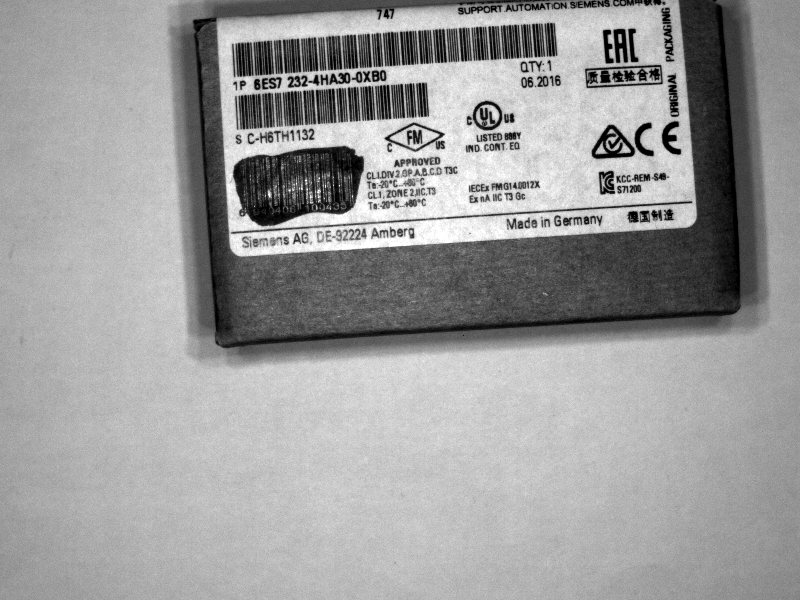 747
SUPPORT AUTOMATION.SIEMENS.COM
1P 6ES7 232-4HA30-0XB0
QTY: 1
06.2016
EAC
质量检验合格
ORIGINAL PACKAGING
S C-H6TH1132
C FM US
APPROVED
CL.I,DIV.2,GP.A,B,C,D T3C
Ta:-20°C...+60°C
CL.I, ZONE 2,IIC,T3
Ta:-20°C...+60°C
C UL US
LISTED 886Y
IND. CONT. EQ.
IECEx FMG14.0012X
Ex nA IIC T3 Gc
CE
KCC-REM-S49-
S71200
Siemens AG, DE-92224 Amberg
Made in Germany
德国制造